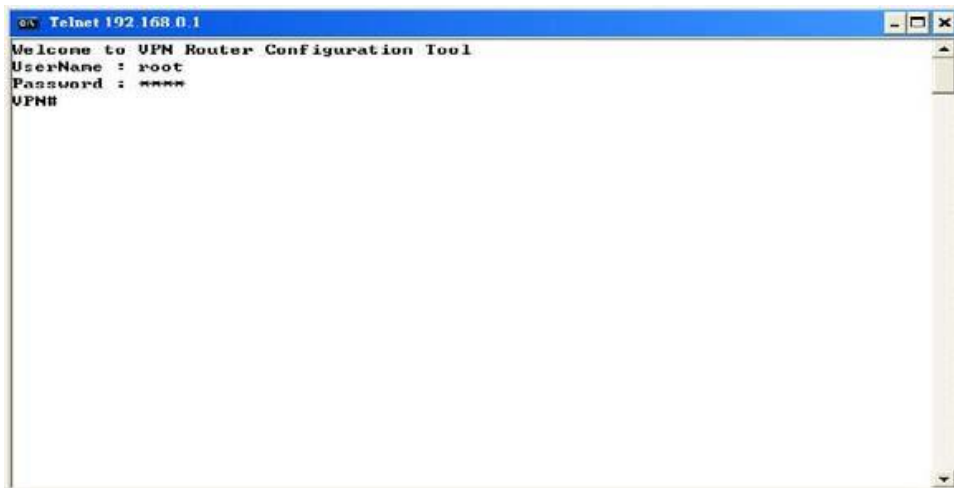 Telnet 192.168.0.1
Welcome to VPN Router Configuration Tool
UserName : root
Password : ****
VPN#